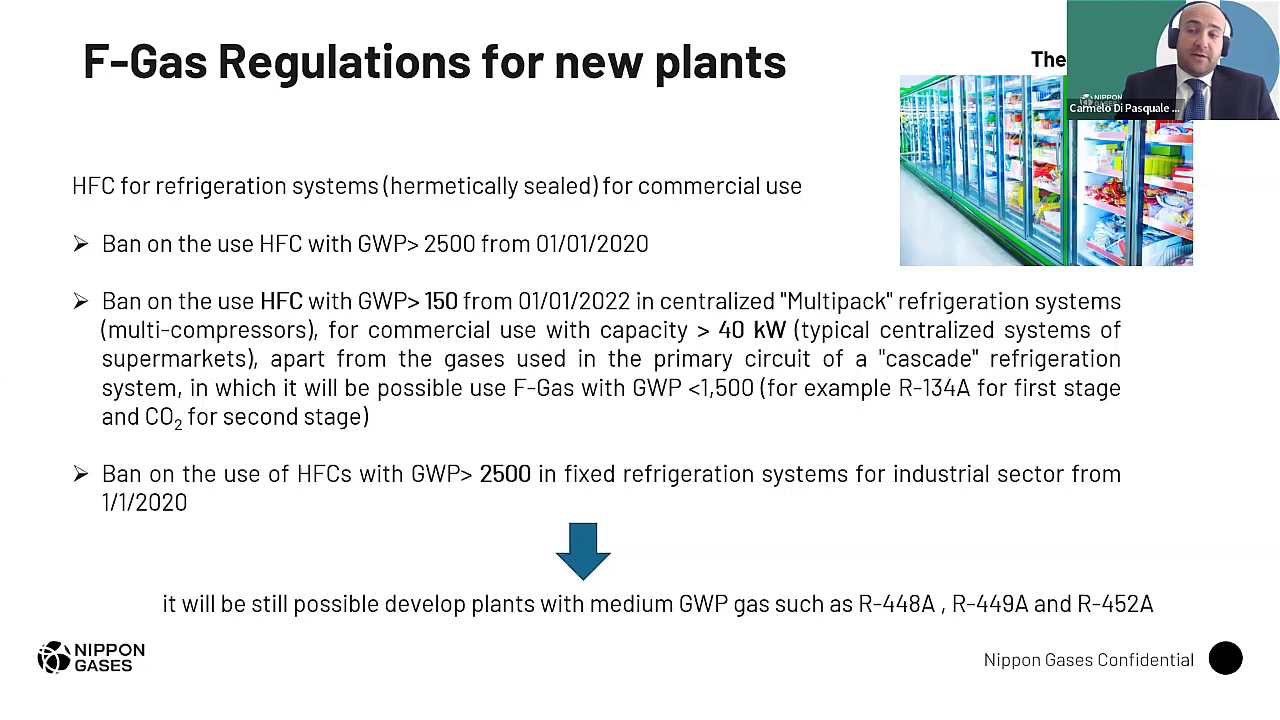 F-Gas Regulations for new plants
The
NIPPON
GASES
Carmelo Di Pasquale ...
HFC for refrigeration systems (hermetically sealed) for commercial use
➢ Ban on the use HFC with GWP> 2500 from 01/01/2020
➢ Ban on the use HFC with GWP> 150 from 01/01/2022 in centralized "Multipack" refrigeration systems
(multi-compressors), for commercial use with capacity > 40 kW (typical centralized systems of
supermarkets), apart from the gases used in the primary circuit of a "cascade" refrigeration
system, in which it will be possible use F-Gas with GWP <1,500 (for example R-134A for first stage
and CO₂ for second stage)
➢ Ban on the use of HFCs with GWP> 2500 in fixed refrigeration systems for industrial sector from
1/1/2020
it will be still possible develop plants with medium GWP gas such as R-448A , R-449A and R-452A
NIPPON
GASES
Nippon Gases Confidential